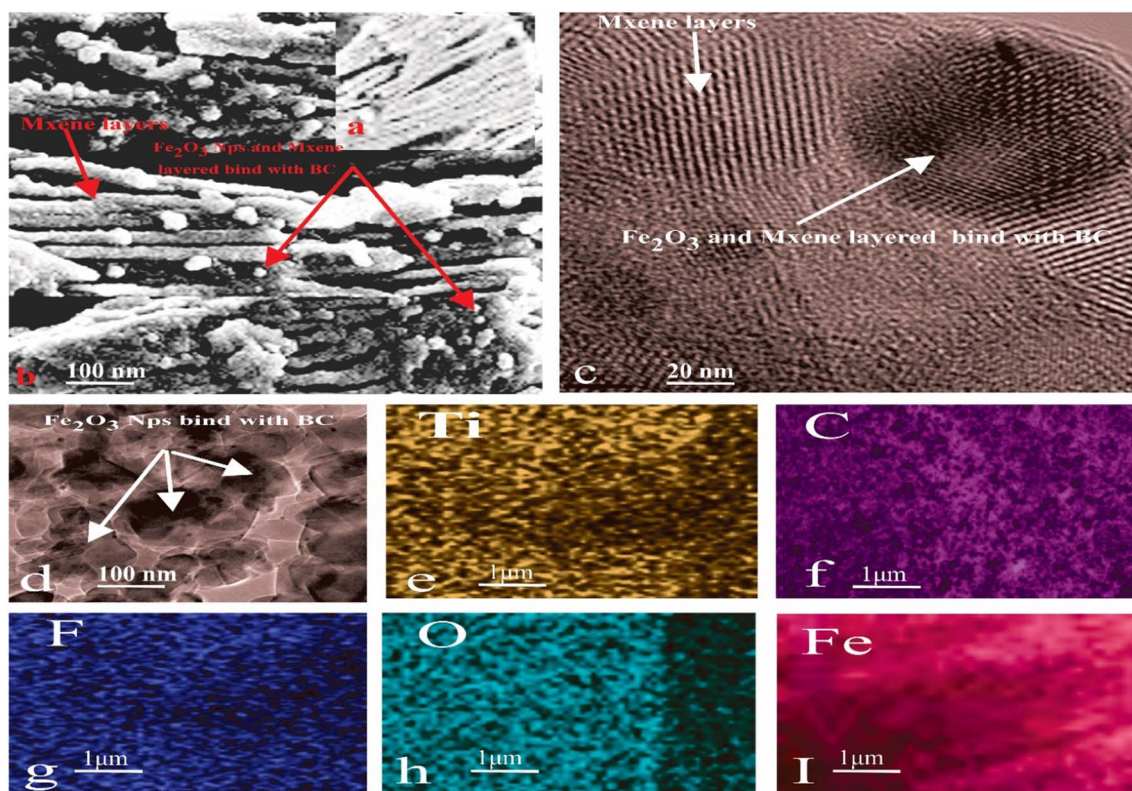 a
Mxene layers
Fe₂O₃ Nps and Mxene
layered bind with BC
b
100 nm
Mxene layers
Fe₂O₃ and Mxene layered bind with BC
c
20 nm
Fe₂O₃ Nps bind with BC
d
100 nm
Ti
e
1µm
C
f
1µm
F
g
1µm
O
h
1µm
Fe
I
1µm